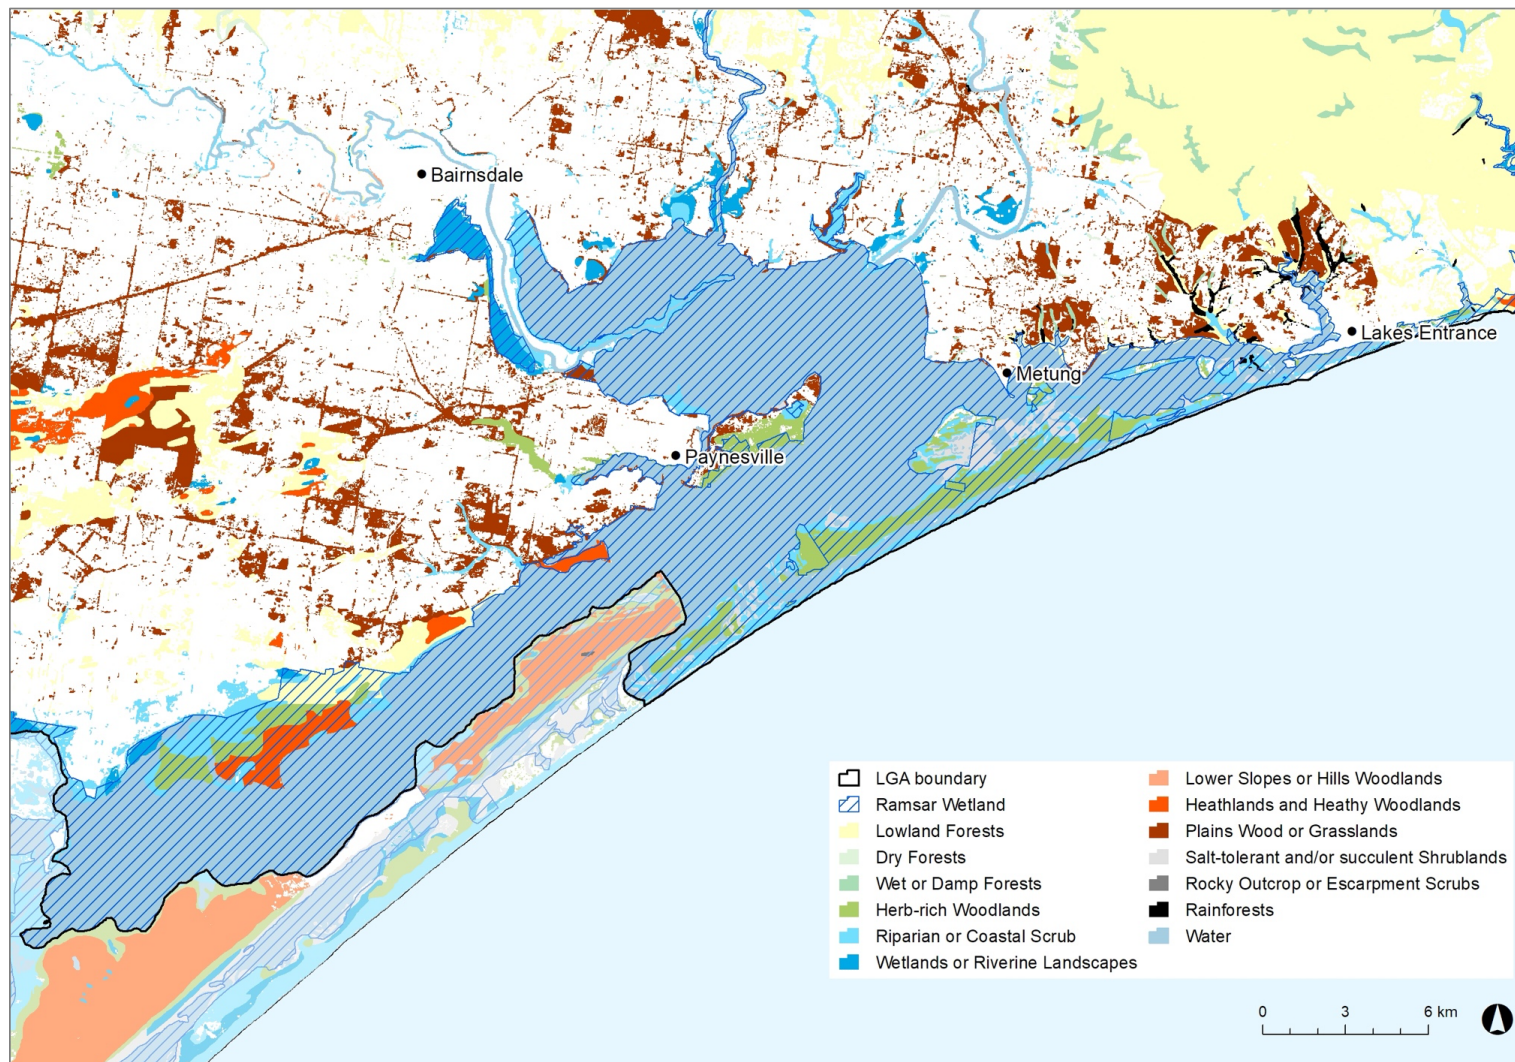 Bairnsdale
Lakes Entrance
Metung
Paynesville
LGA boundary
Ramsar Wetland
Lowland Forests
Dry Forests
Wet or Damp Forests
Herb-rich Woodlands
Riparian or Coastal Scrub
Wetlands or Riverine Landscapes
Lower Slopes or Hills Woodlands
Heathlands and Heathy Woodlands
Plains Wood or Grasslands
Salt-tolerant and/or succulent Shrublands
Rocky Outcrop or Escarpment Scrubs
Rainforests
Water
0 3 6 km